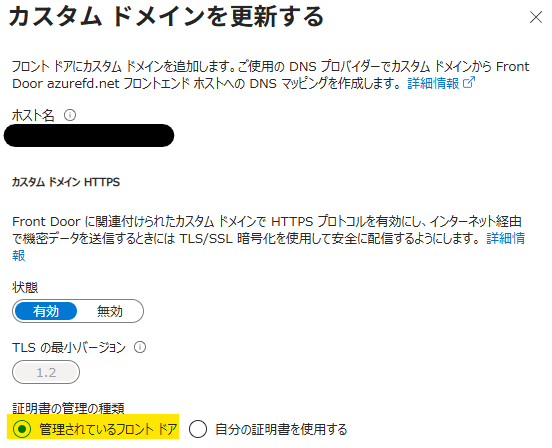 カスタム ドメインを更新する
フロント ドアにカスタム ドメインを追加します。ご使用の DNS プロバイダーでカスタム ドメインから Front
Door azurefd.net フロントエンド ホストへの DNS マッピングを作成します。 詳細情報
ホスト名
カスタム ドメイン HTTPS
Front Door に関連付けられたカスタム ドメインで HTTPS プロトコルを有効にし、インターネット経由
で機密データを送信するときには TLS/SSL 暗号化を使用して安全に配信するようにします。 詳細情
報
状態
有効 無効
TLS の最小バージョン
1.2
証明書の管理の種類
管理されているフロント ドア 自分の証明書を使用する